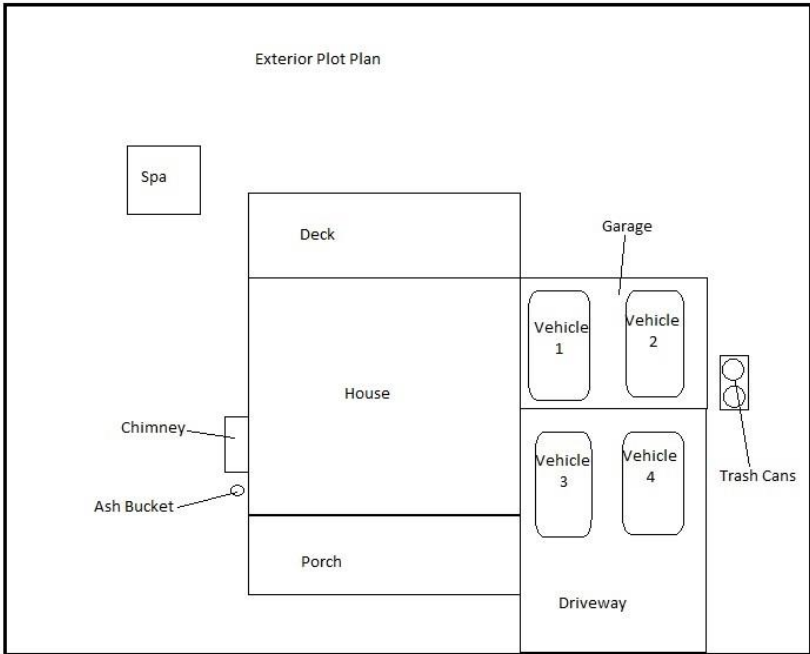 Exterior Plot Plan
Spa
Deck
Garage
Vehicle
1
Vehicle
2
House
Chimney
Vehicle
3
Vehicle
4
Trash Cans
Ash Bucket
Porch
Driveway